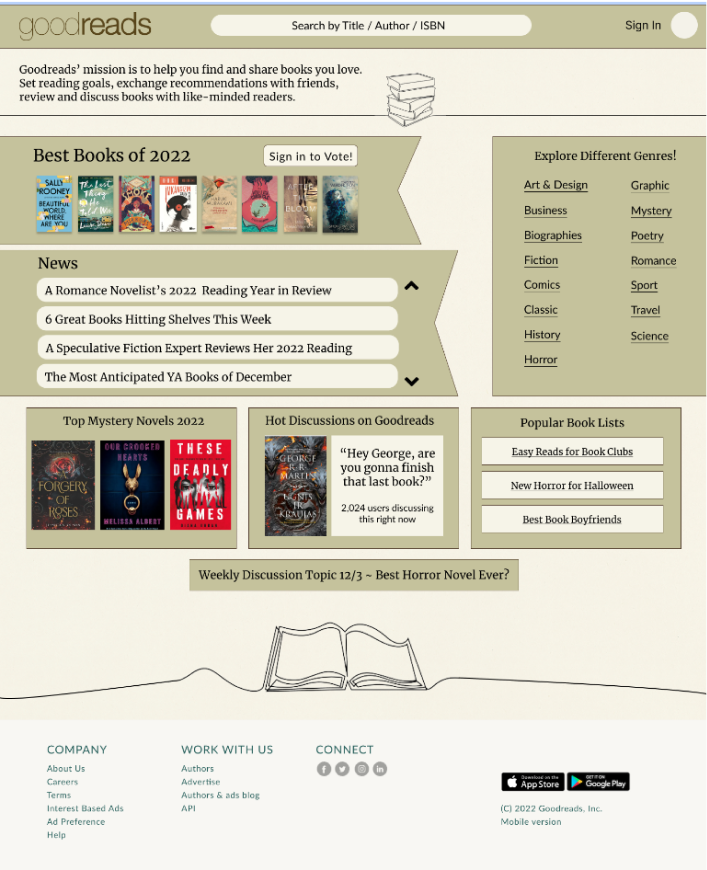 goodreads
Search by Title / Author / ISBN
Sign In
Goodreads' mission is to help you find and share books you love.
Set reading goals, exchange recommendations with friends,
review and discuss books with like-minded readers.
Best Books of 2022
Sign in to Vote!
SALLY
ROONEY
BEAUTIFUL
WORLD,
WHERE
ARE YOU
The Last
Thing
He Told Me
Explore Different Genres!
Art & Design
Business
Biographies
Fiction
Comics
Classic
History
Horror
Graphic
Mystery
Poetry
Romance
Sport
Travel
Science
News
A Romance Novelist's 2022 Reading Year in Review
6 Great Books Hitting Shelves This Week
A Speculative Fiction Expert Reviews Her 2022 Reading
The Most Anticipated YA Books of December
Top Mystery Novels 2022
FORGERY
OF
ROSES
OUR CROOKED
HEARTS
MELISSA ALBERT
THESE
DEADLY
GAMES
Hot Discussions on Goodreads
GEORGE
R.R.
MARTIN
"Hey George, are
you gonna finish
that last book?"
2,024 users discussing
this right now
Popular Book Lists
Easy Reads for Book Clubs
New Horror for Halloween
Best Book Boyfriends
Weekly Discussion Topic 12/3 ~ Best Horror Novel Ever?
COMPANY
About Us
Careers
Terms
Interest Based Ads
Ad Preference
Help
WORK WITH US
Authors
Advertise
Authors & ads blog
API
CONNECT
Download on the
App Store
GET IT ON
Google Play
(C) 2022 Goodreads, Inc.
Mobile version